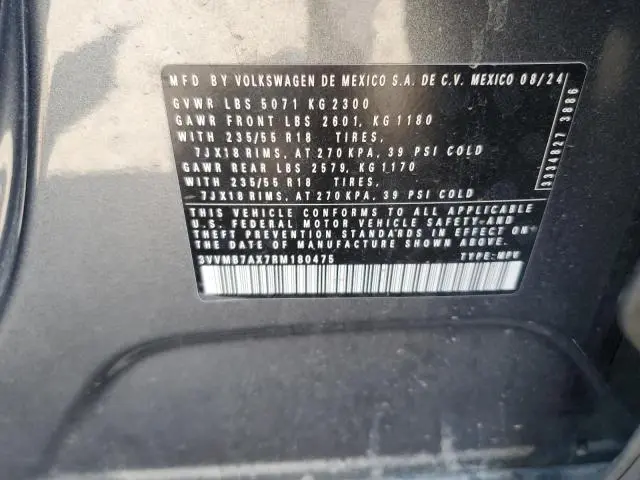 MFD BY VOLKSWAGEN DE MEXICO S.A. DE C.V. MEXICO 08/24
GVWR LBS 5071 KG 2300
GAWR FRONT LBS 2601, KG 1180
WITH 235/55 R18 TIRES,
7JX18 RIMS, AT 270 KPA, 39 PSI COLD
GAWR REAR LBS 2579, KG 1170
WITH 235/55 R18 TIRES,
7JX18 RIMS, AT 270 KPA, 39 PSI COLD
THIS VEHICLE CONFORMS TO ALL APPLICABLE
U.S. FEDERAL MOTOR VEHICLE SAFETY AND
THEFT PREVENTION STANDARDS IN EFFECT ON
THE DATE OF MANUFACTURE SHOWN ABOVE.
3VVMB7AX7RM180475 TYPE: MPV
3334827 3886